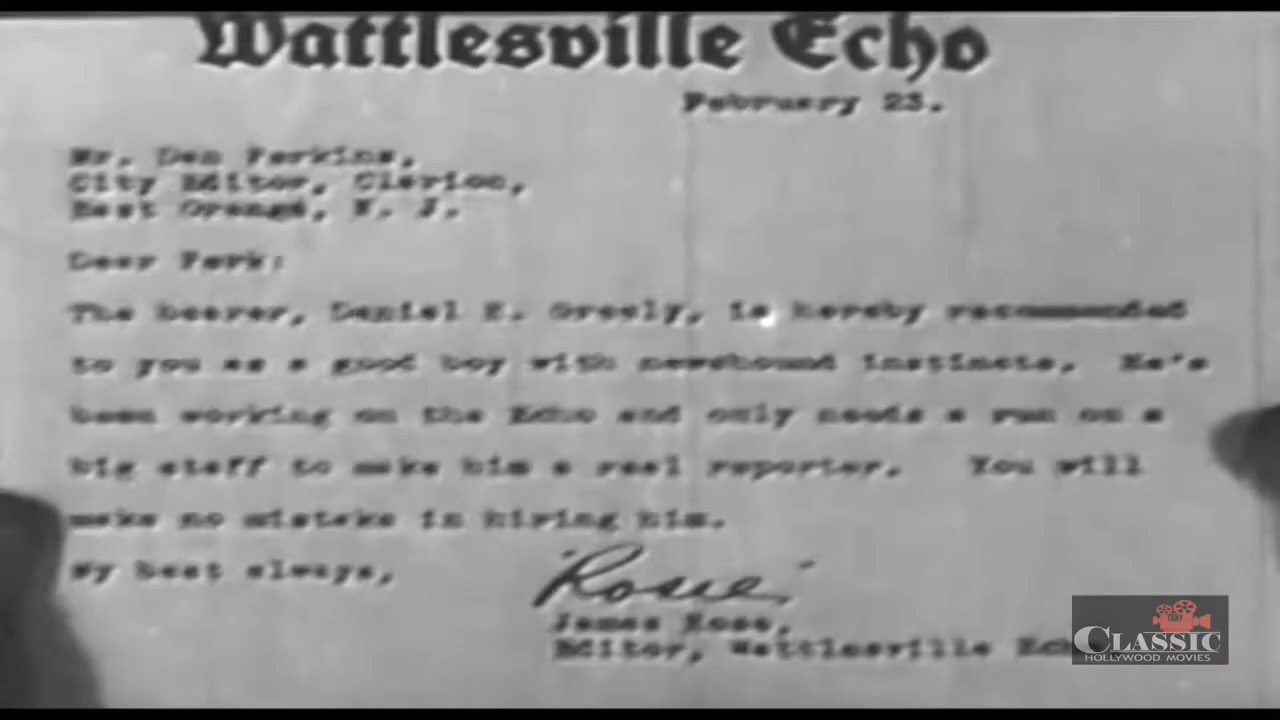 Wattlesville Echo
February 23.
Mr. Dan Perkins,
City Editor, Clarion,
East Orange, N. J.
Dear Perk:
The bearer, Daniel E. Greely, is hereby recommended
to you as a good boy with newshound instincts. He's
been working on the Echo and only needs a run on a
big staff to make him a real reporter. You will
make no mistake in hiring him.
My best always,
"Rosie"
James Rose,
Editor, Wattlesville Echo
CLASSIC
HOLLYWOOD MOVIES